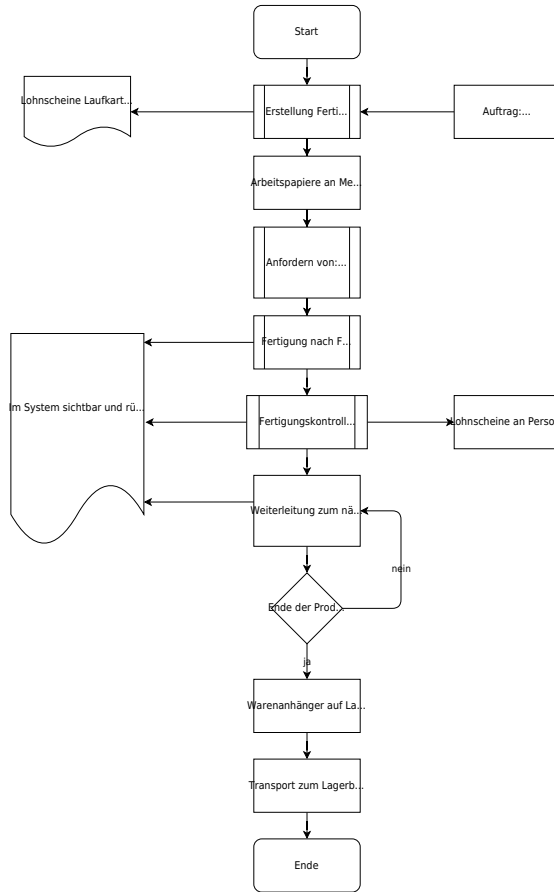 Start
Lohnscheine Laufkart...
Erstellung Ferti...
Auftrag:...
Arbeitspapiere an Me...
Anfordern von:...
Fertigung nach F...
Im System sichtbar und rü...
Fertigungskontroll...
Lohnscheine an Perso
Weiterleitung zum nä...
nein
Ende der Prod...
ja
Warenanhänger auf La...
Transport zum Lagerb...
Ende